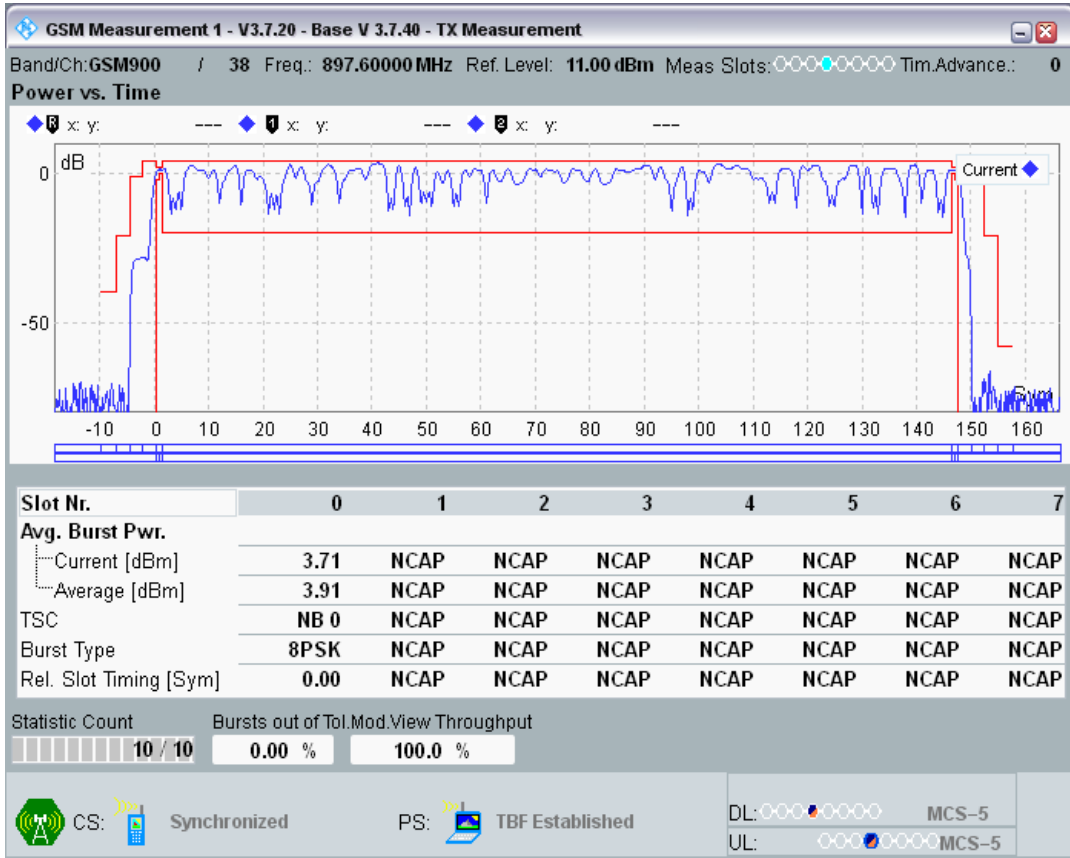 GSM Measurement 1 - V3.7.20 - Base V 3.7.40 - TX Measurement
Band/Ch:GSM900 / 38 Freq.: 897.60000 MHz Ref. Level: 11.00 dBm Meas Slots: Tim.Advance.: 0
Power vs. Time
R x: y: --- 1 x: y: --- 2 x: y: ---
dB
Current
0
-50
Sym
-10 0 10 20 30 40 50 60 70 80 90 100 110 120 130 140 150 160
Slot Nr. 0 1 2 3 4 5 6 7
Avg. Burst Pwr.
Current [dBm] 3.71 NCAP NCAP NCAP NCAP NCAP NCAP NCAP
Average [dBm] 3.91 NCAP NCAP NCAP NCAP NCAP NCAP NCAP
TSC NB 0 NCAP NCAP NCAP NCAP NCAP NCAP NCAP
Burst Type 8PSK NCAP NCAP NCAP NCAP NCAP NCAP NCAP
Rel. Slot Timing [Sym] 0.00 NCAP NCAP NCAP NCAP NCAP NCAP NCAP
Statistic Count Bursts out of Tol.Mod.View Throughput
10 / 10 0.00 % 100.0 %
CS: Synchronized PS: TBF Established
DL: MCS-5
UL: MCS-5